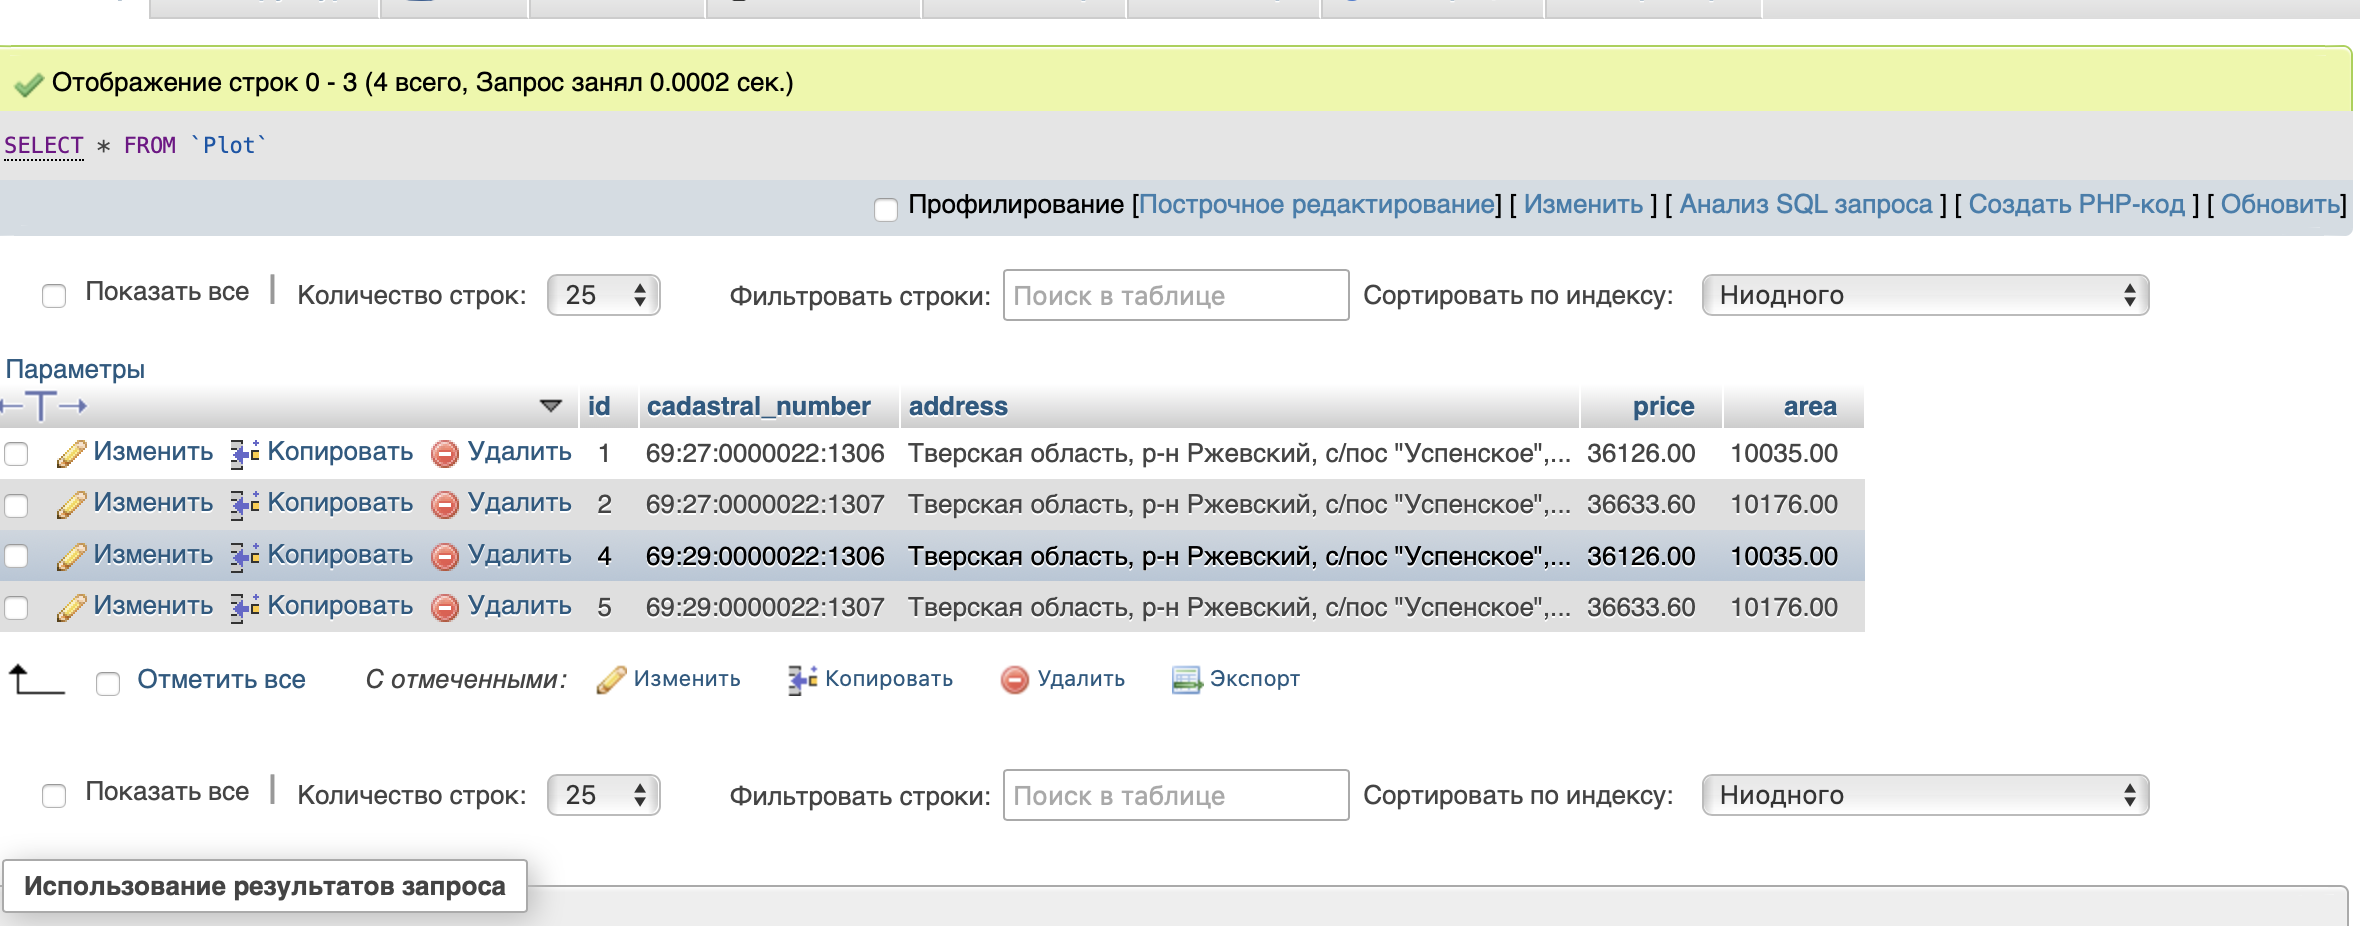 Отображение строк 0 - 3 (4 всего, Запрос занял 0.0002 сек.)
SELECT * FROM `Plot`
Профилирование [Построчное редактирование] [ Изменить ] [ Анализ SQL запроса ] [ Создать PHP-код ] [ Обновить]
Показать все | Количество строк: 25 Фильтровать строки: Поиск в таблице Сортировать по индексу: Ниодного
Параметры
←T→ id cadastral_number address price area
Изменить Копировать Удалить 1 69:27:0000022:1306 Тверская область, р-н Ржевский, с/пос "Успенское",... 36126.00 10035.00
Изменить Копировать Удалить 2 69:27:0000022:1307 Тверская область, р-н Ржевский, с/пос "Успенское",... 36633.60 10176.00
Изменить Копировать Удалить 4 69:29:0000022:1306 Тверская область, р-н Ржевский, с/пос "Успенское",... 36126.00 10035.00
Изменить Копировать Удалить 5 69:29:0000022:1307 Тверская область, р-н Ржевский, с/пос "Успенское",... 36633.60 10176.00
Отметить все С отмеченными: Изменить Копировать Удалить Экспорт
Показать все | Количество строк: 25 Фильтровать строки: Поиск в таблице Сортировать по индексу: Ниодного
Использование результатов запроса